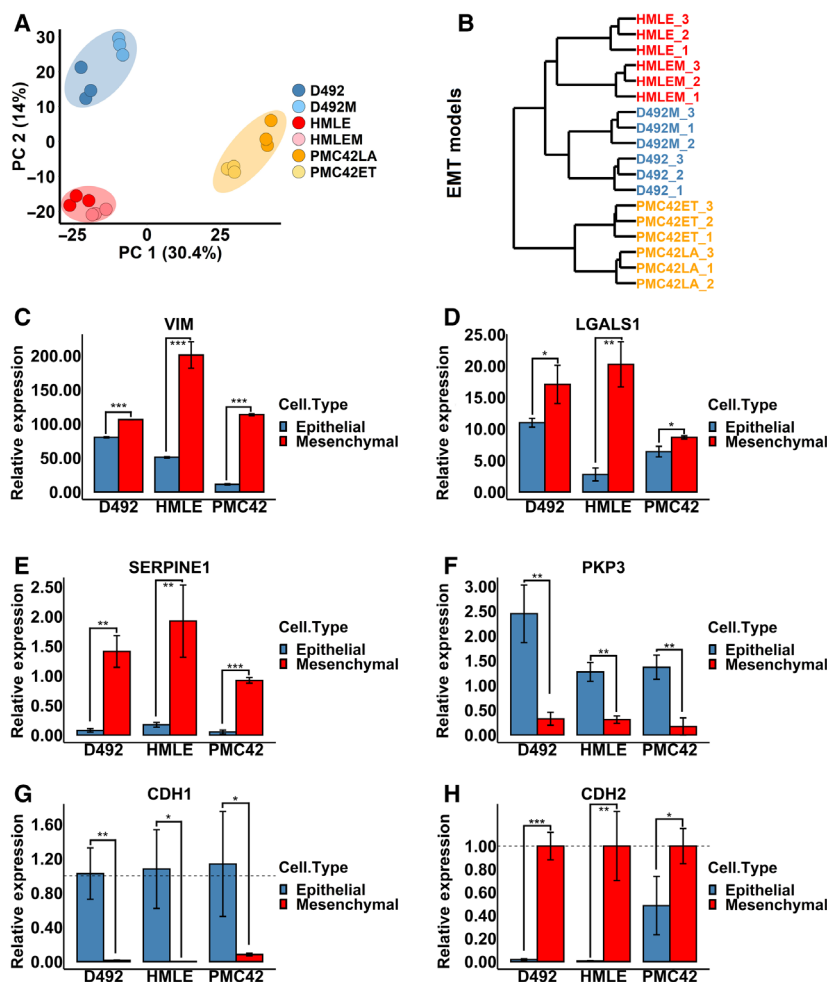 A
30
20
10
0
−10
−20
PC 2 (14%)
−25
0
25
PC 1 (30.4%)
D492
D492M
HMLE
HMLEM
PMC42LA
PMC42ET
B
EMT models
HMLE_3
HMLE_2
HMLE_1
HMLEM_3
HMLEM_2
HMLEM_1
D492M_3
D492M_1
D492M_2
D492_3
D492_2
D492_1
PMC42ET_3
PMC42ET_2
PMC42ET_1
PMC42LA_3
PMC42LA_1
PMC42LA_2
C
VIM
Relative expression
200.00
150.00
100.00
50.00
0.00
***
***
***
D492 HMLE PMC42
Cell.Type
Epithelial
Mesenchymal
D
LGALS1
Relative expression
25.00
20.00
15.00
10.00
5.00
0.00
*
**
*
D492 HMLE PMC42
Cell.Type
Epithelial
Mesenchymal
E
SERPINE1
Relative expression
2.50
2.00
1.50
1.00
0.50
0.00
**
**
***
D492 HMLE PMC42
Cell.Type
Epithelial
Mesenchymal
F
PKP3
Relative expression
3.00
2.50
2.00
1.50
1.00
0.50
0.00
**
**
**
D492 HMLE PMC42
Cell.Type
Epithelial
Mesenchymal
G
CDH1
Relative expression
1.60
1.20
1.00
0.80
0.40
0.00
**
*
*
D492 HMLE PMC42
Cell.Type
Epithelial
Mesenchymal
H
CDH2
Relative expression
1.00
0.80
0.60
0.40
0.20
0.00
***
**
*
D492 HMLE PMC42
Cell.Type
Epithelial
Mesenchymal